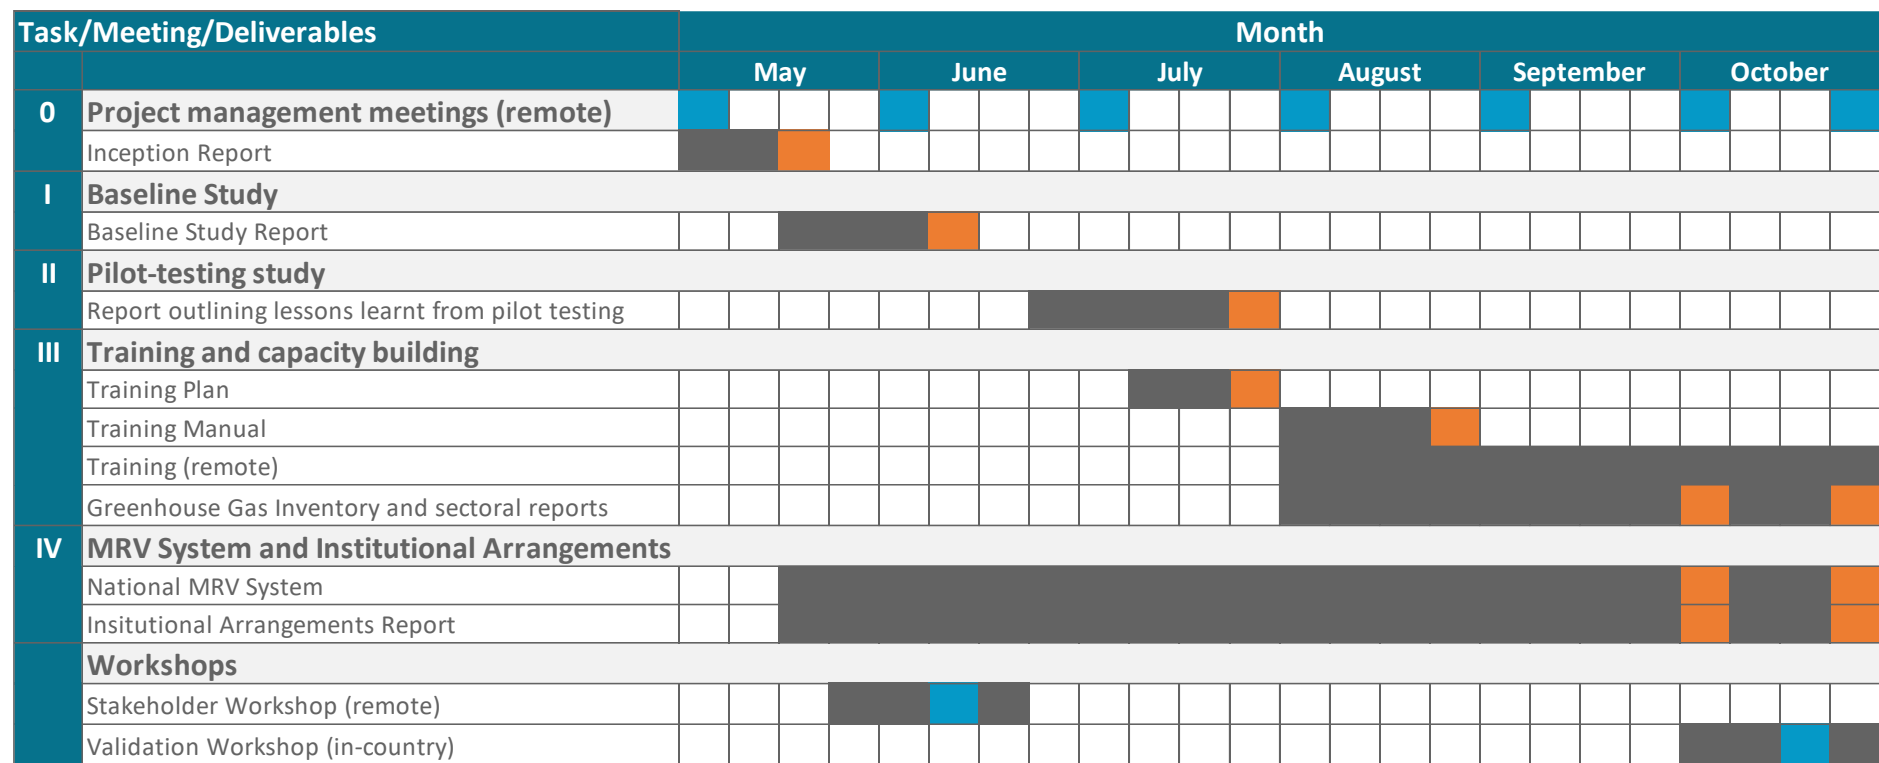 Task/Meeting/Deliverables Month
May June July August September October
0 Project management meetings (remote)
Inception Report
I Baseline Study
Baseline Study Report
II Pilot-testing study
Report outlining lessons learnt from pilot testing
III Training and capacity building
Training Plan
Training Manual
Training (remote)
Greenhouse Gas Inventory and sectoral reports
IV MRV System and Institutional Arrangements
National MRV System
Insitutional Arrangements Report
Workshops
Stakeholder Workshop (remote)
Validation Workshop (in-country)